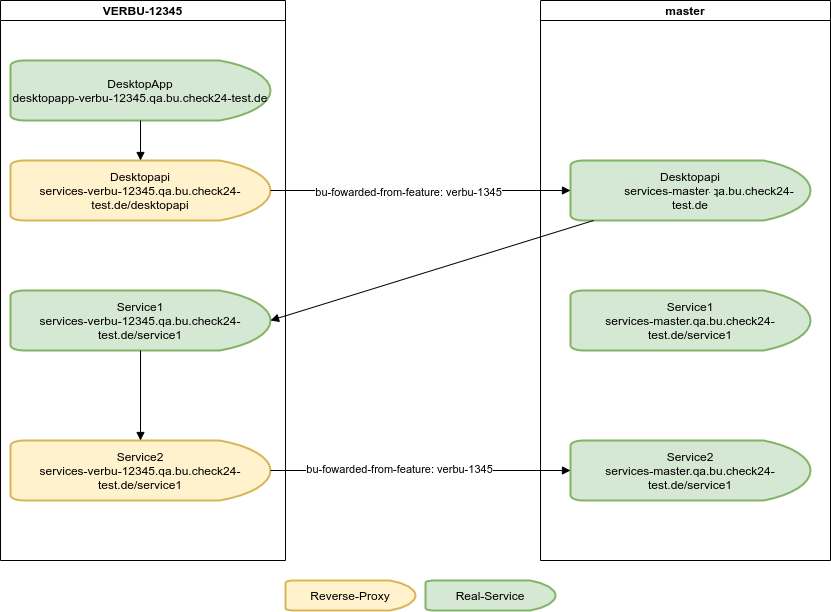 VERBU-12345
master
DesktopApp
desktopapp-verbu-12345.qa.bu.check24-test.de
Desktopapi
services-verbu-12345.qa.bu.check24-
test.de/desktopapi
bu-fowarded-from-feature: verbu-1345
Desktopapi
services-master.qa.bu.check24-
test.de
Service1
services-verbu-12345.qa.bu.check24-
test.de/service1
Service1
services-master.qa.bu.check24-
test.de/service1
Service2
services-verbu-12345.qa.bu.check24-
test.de/service1
bu-fowarded-from-feature: verbu-1345
Service2
services-master.qa.bu.check24-
test.de/service1
Reverse-Proxy
Real-Service